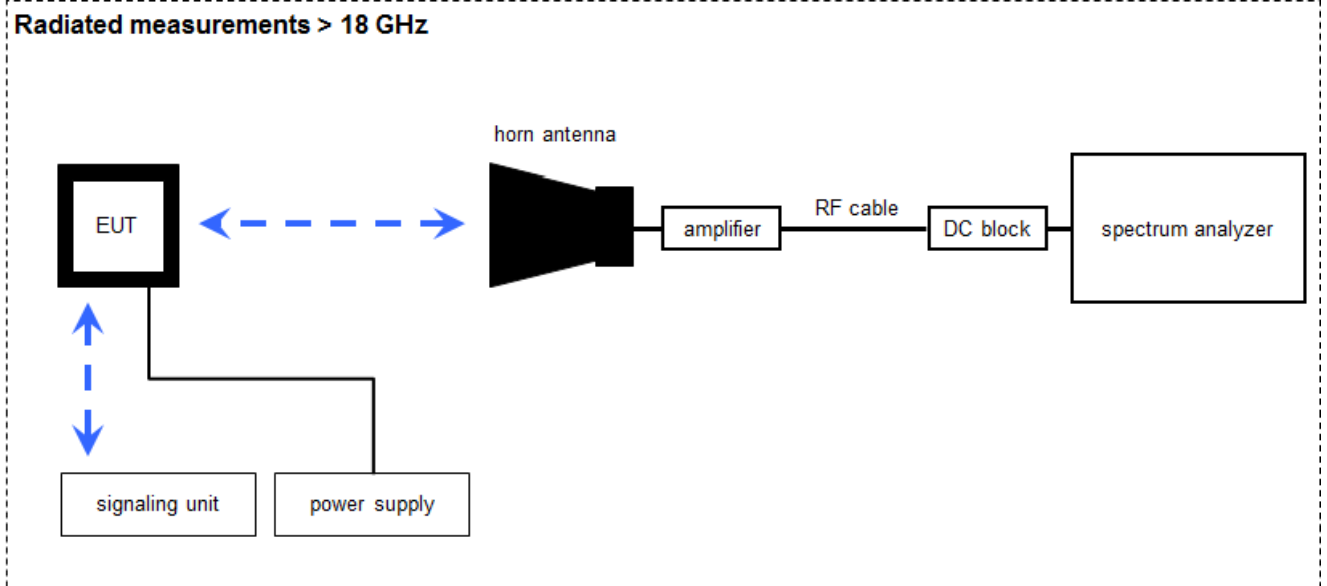 Radiated measurements > 18 GHz
horn antenna
EUT
amplifier
RF cable
DC block
spectrum analyzer
signaling unit
power supply